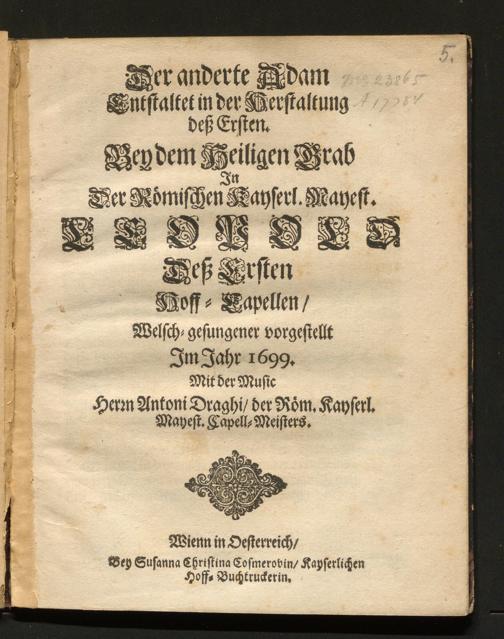 5.
Der anderte Adam
Entstaltet in der Herstaltung
deß Ersten.
Bey dem Heiligen Grab
In
Der Römischen Kayserl. Mayest.
LEOPOLD
Deß Ersten
Hoff-Capellen/
Welsch-gesungener vorgestellt
Im Jahr 1699.
Mit der Music
Herrn Antoni Draghi/ der Röm. Kayserl.
Mayest. Capell-Meisters.
Wienn in Oesterreich/
Bey Susanna Christina Cosmerovin/ Kayserlichen
Hoff-Buchtruckerin.